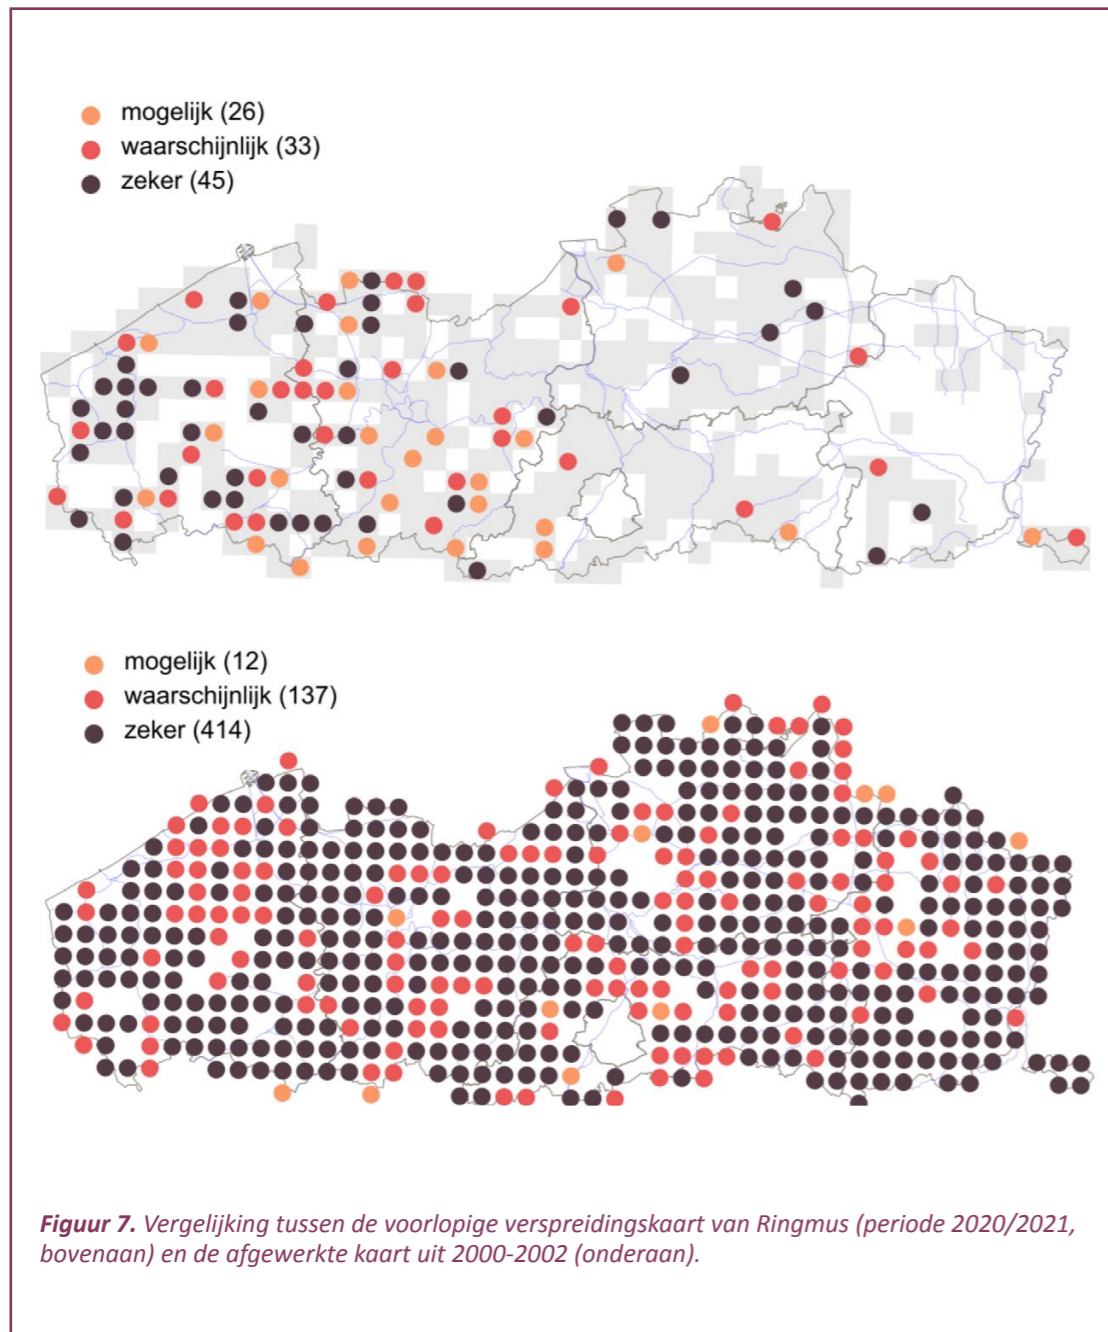 mogelijk (26)
waarschijnlijk (33)
zeker (45)
mogelijk (12)
waarschijnlijk (137)
zeker (414)
Figuur 7. Vergelijking tussen de voorlopige verspreidingskaart van Ringmus (periode 2020/2021,
bovenaan) en de afgewerkte kaart uit 2000-2002 (onderaan).